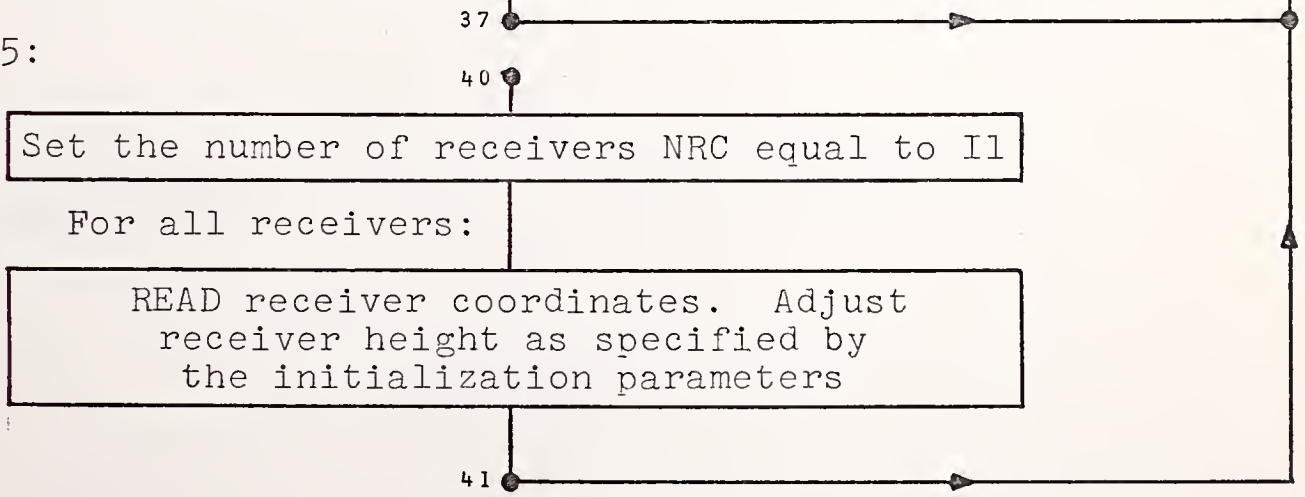 37
5:
40
Set the number of receivers NRC equal to I1
For all receivers:
READ receiver coordinates. Adjust
receiver height as specified by
the initialization parameters
41